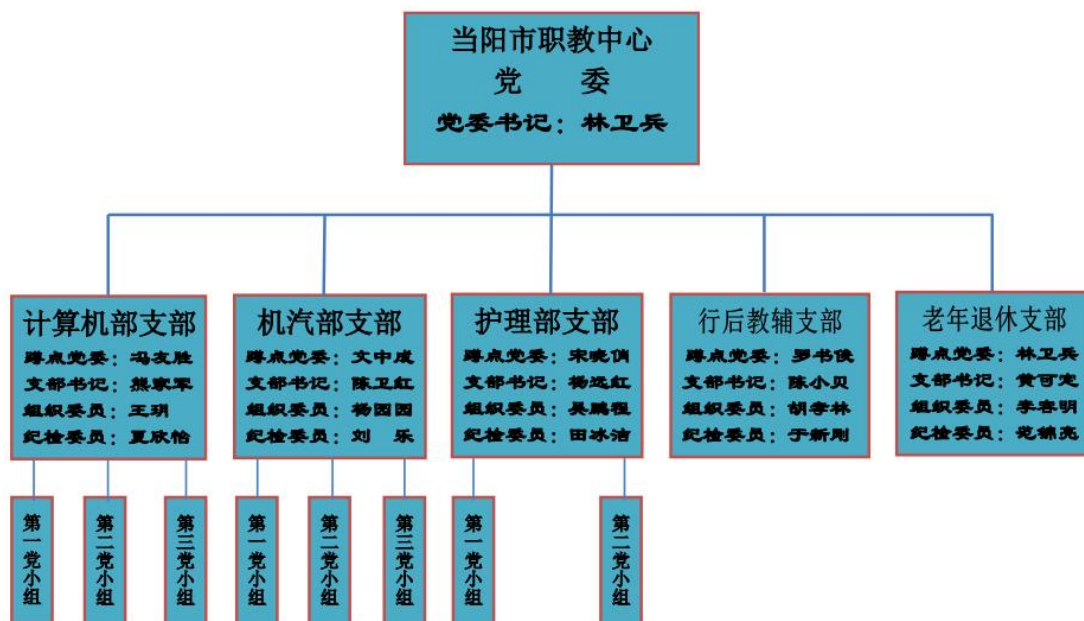 当阳市职教中心
党 委
党委书记：林卫兵
计算机部支部
蹲点党委：冯友胜
支部书记：熊家军
组织委员：王玥
纪检委员：夏欣怡
机汽部支部
蹲点党委：文中成
支部书记：陈卫红
组织委员：杨园园
纪检委员：刘 乐
护理部支部
蹲点党委：宋晓俏
支部书记：杨远红
组织委员：吴鹏程
纪检委员：田冰洁
行后教辅支部
蹲点党委：罗书侠
支部书记：陈小贝
组织委员：胡孝林
纪检委员：于新刚
老年退休支部
蹲点党委：林卫兵
支部书记：黄可定
组织委员：李容明
纪检委员：范锦亮
第一党小组
第二党小组
第三党小组
第一党小组
第二党小组
第三党小组
第一党小组
第二党小组